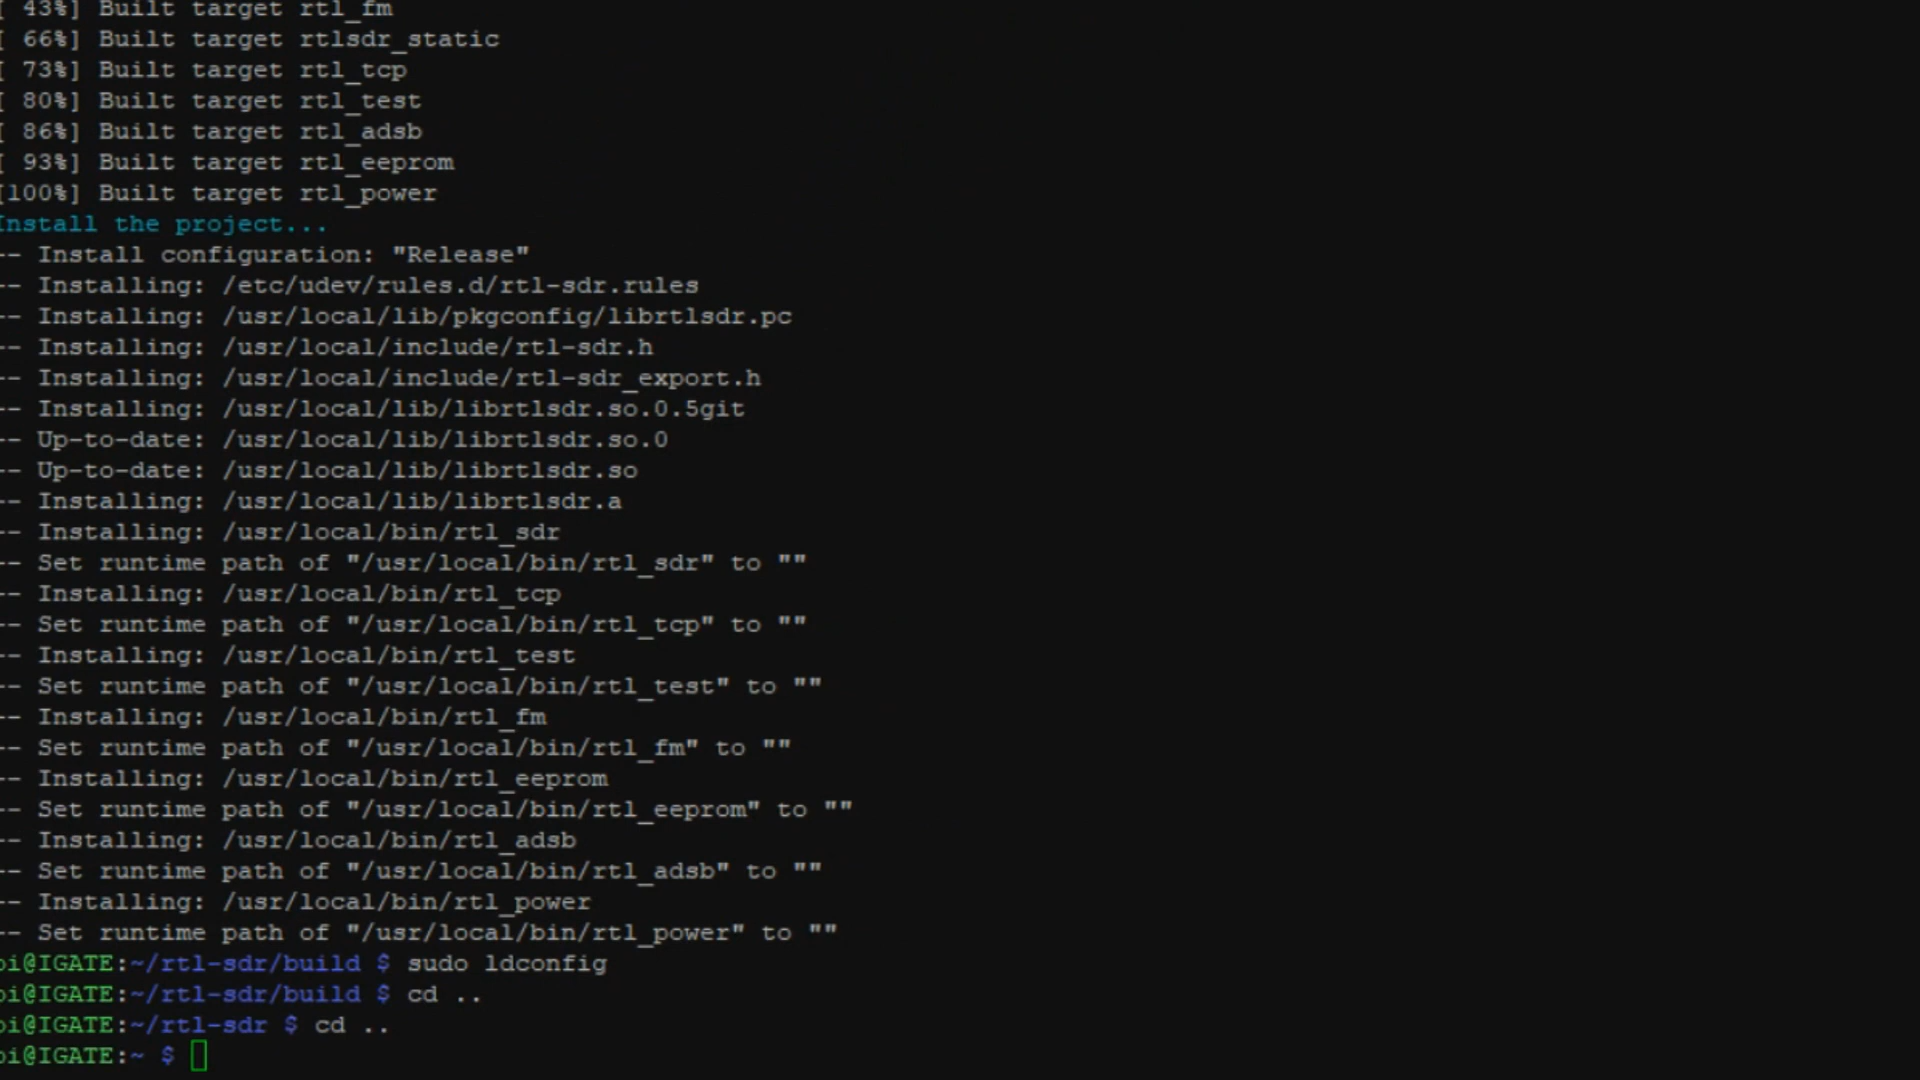 [ 43%] Built target rtl_fm
[ 66%] Built target rtlsdr_static
[ 73%] Built target rtl_tcp
[ 80%] Built target rtl_test
[ 86%] Built target rtl_adsb
[ 93%] Built target rtl_eeprom
[100%] Built target rtl_power
Install the project...
-- Install configuration: "Release"
-- Installing: /etc/udev/rules.d/rtl-sdr.rules
-- Installing: /usr/local/lib/pkgconfig/librtlsdr.pc
-- Installing: /usr/local/include/rtl-sdr.h
-- Installing: /usr/local/include/rtl-sdr_export.h
-- Installing: /usr/local/lib/librtlsdr.so.0.5git
-- Up-to-date: /usr/local/lib/librtlsdr.so.0
-- Up-to-date: /usr/local/lib/librtlsdr.so
-- Installing: /usr/local/lib/librtlsdr.a
-- Installing: /usr/local/bin/rtl_sdr
-- Set runtime path of "/usr/local/bin/rtl_sdr" to ""
-- Installing: /usr/local/bin/rtl_tcp
-- Set runtime path of "/usr/local/bin/rtl_tcp" to ""
-- Installing: /usr/local/bin/rtl_test
-- Set runtime path of "/usr/local/bin/rtl_test" to ""
-- Installing: /usr/local/bin/rtl_fm
-- Set runtime path of "/usr/local/bin/rtl_fm" to ""
-- Installing: /usr/local/bin/rtl_eeprom
-- Set runtime path of "/usr/local/bin/rtl_eeprom" to ""
-- Installing: /usr/local/bin/rtl_adsb
-- Set runtime path of "/usr/local/bin/rtl_adsb" to ""
-- Installing: /usr/local/bin/rtl_power
-- Set runtime path of "/usr/local/bin/rtl_power" to ""
pi@IGATE:~/rtl-sdr/build $ sudo ldconfig
pi@IGATE:~/rtl-sdr/build $ cd ..
pi@IGATE:~/rtl-sdr $ cd ..
pi@IGATE:~ $